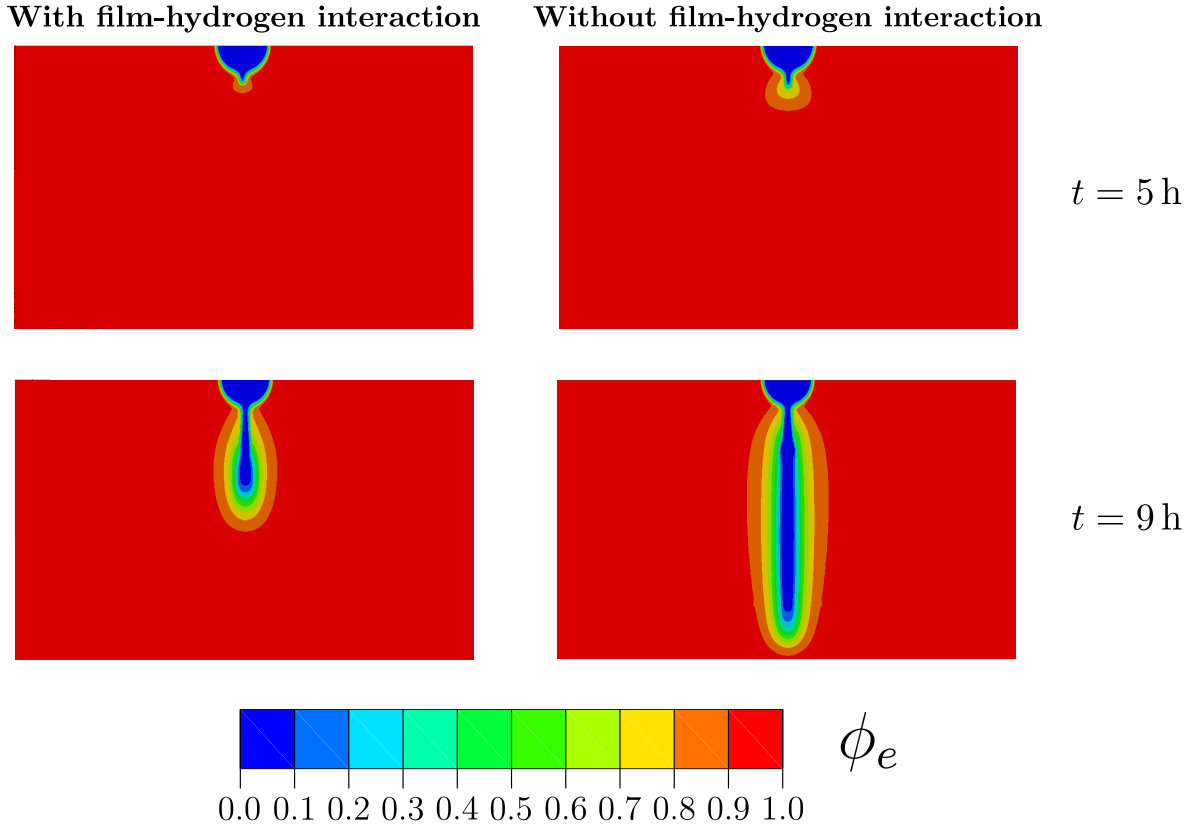 With film-hydrogen interaction Without film-hydrogen interaction
t = 5 h
t = 9 h
ϕₑ
0.0 0.1 0.2 0.3 0.4 0.5 0.6 0.7 0.8 0.9 1.0